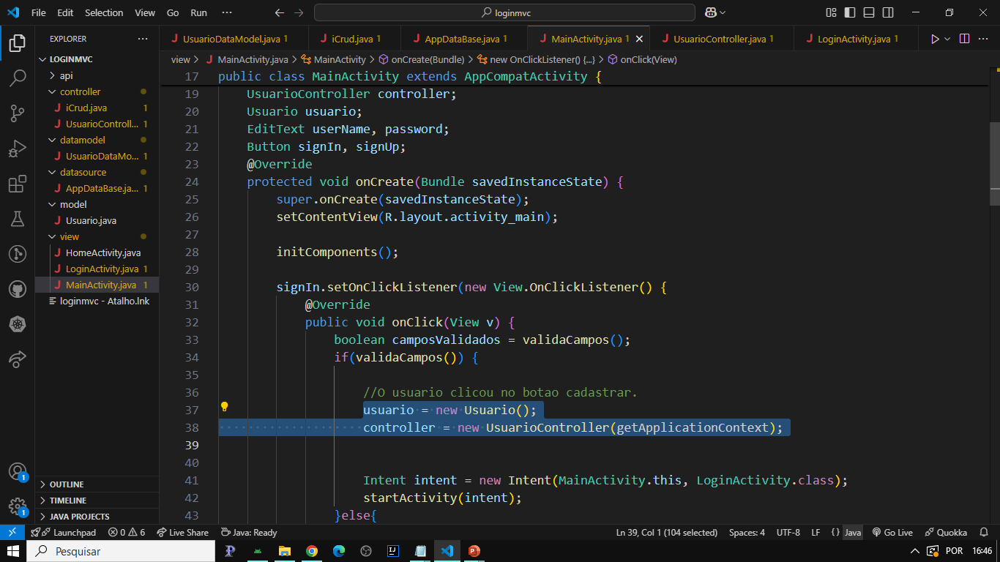 File Edit Selection View Go Run ··· loginmvc
EXPLORER ···
LOGINMVC
api
controller
iCrud.java 1
UsuarioControll... 1
datamodel
UsuarioDataMo... 1
datasource
AppDataBase.ja... 1
model
Usuario.java
view
HomeActivity.java
LoginActivity.java 1
MainActivity.java 1
loginmvc - Atalho.lnk
OUTLINE
TIMELINE
JAVA PROJECTS
1
1
UsuarioDataModel.java 1 iCrud.java 1 AppDataBase.java 1 MainActivity.java 1 UsuarioController.java 1 LoginActivity.java 1
view > MainActivity.java > MainActivity > onCreate(Bundle) > new OnClickListener() {...} > onClick(View)
17 public class MainActivity extends AppCompatActivity {
19 UsuarioController controller;
20 Usuario usuario;
21 EditText userName, password;
22 Button signIn, signUp;
23 @Override
24 protected void onCreate(Bundle savedInstanceState) {
25 super.onCreate(savedInstanceState);
26 setContentView(R.layout.activity_main);
27
28 initComponents();
29
30 signIn.setOnClickListener(new View.OnClickListener() {
31 @Override
32 public void onClick(View v) {
33 boolean camposValidados = validaCampos();
34 if(validaCampos()) {
35
36 //O usuario clicou no botao cadastrar.
37 usuario = new Usuario();
38 controller = new UsuarioController(getApplicationContext);
39
40
41 Intent intent = new Intent(MainActivity.this, LoginActivity.class);
42 startActivity(intent);
43 }else{
Launchpad 0 6 Live Share Java: Ready Ln 39, Col 1 (104 selected) Spaces: 4 UTF-8 LF {} Java Go Live Quokka
Pesquisar POR 16:46